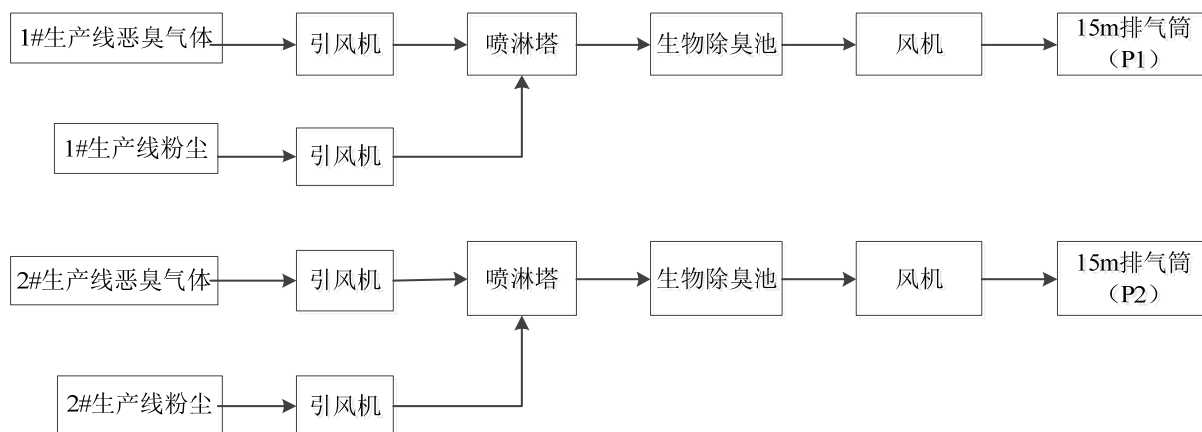 1#生产线恶臭气体
引风机
喷淋塔
生物除臭池
风机
15m排气筒
（P1）
1#生产线粉尘
引风机
2#生产线恶臭气体
引风机
喷淋塔
生物除臭池
风机
15m排气筒
（P2）
2#生产线粉尘
引风机